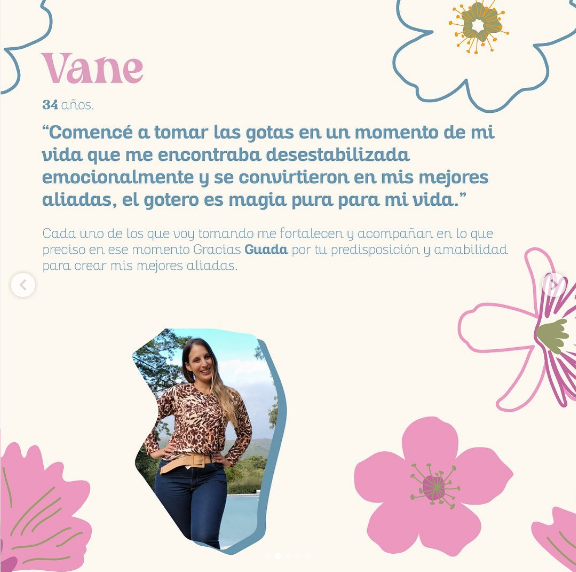 Vane
34 años.
“Comencé a tomar las gotas en un momento de mi
vida que me encontraba desestabilizada
emocionalmente y se convirtieron en mis mejores
aliadas, el gotero es magia pura para mi vida.”
Cada uno de los que voy tomando me fortalecen y acompañan en lo que
preciso en ese momento Gracias Guada por tu predisposición y amabilidad
para crear mis mejores aliadas.